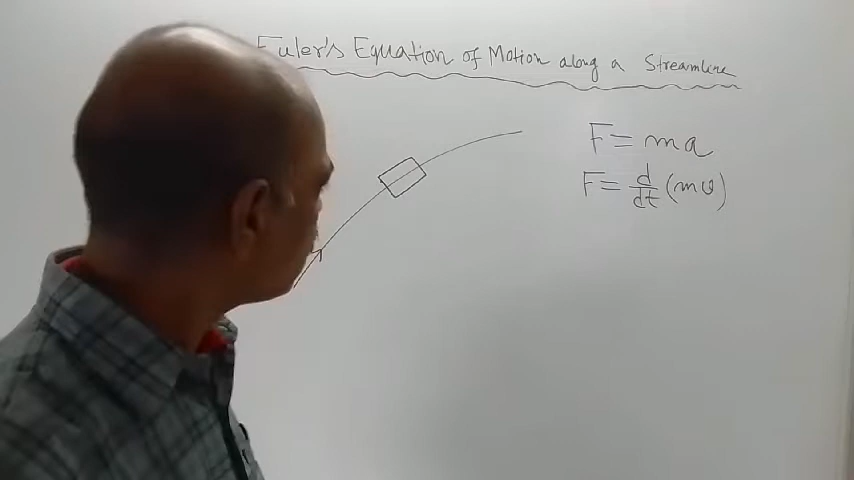 Euler's Equation of Motion along a Streamline
F = ma
F = d/dt (mv)